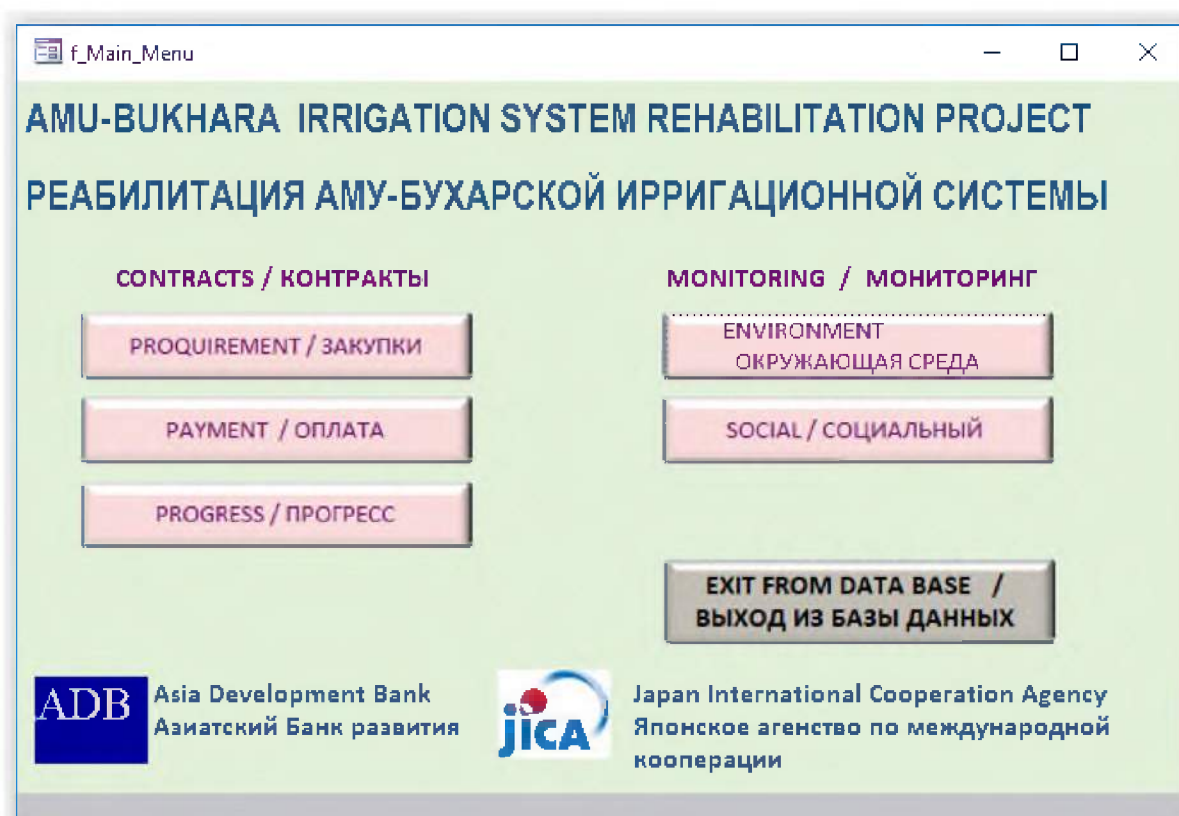 f_Main_Menu
AMU-BUKHARA IRRIGATION SYSTEM REHABILITATION PROJECT
РЕАБИЛИТАЦИЯ АМУ-БУХАРСКОЙ ИРРИГАЦИОННОЙ СИСТЕМЫ
CONTRACTS / КОНТРАКТЫ
PROQUIREMENT / ЗАКУПКИ
PAYMENT / ОПЛАТА
PROGRESS / ПРОГРЕСС
MONITORING / МОНИТОРИНГ
ENVIRONMENT
ОКРУЖАЮЩАЯ СРЕДА
SOCIAL / СОЦИАЛЬНЫЙ
EXIT FROM DATA BASE /
ВЫХОД ИЗ БАЗЫ ДАННЫХ
ADB
Asia Development Bank
Азиатский Банк развития
JICA
Japan International Cooperation Agency
Японское агенство по международной
кооперации